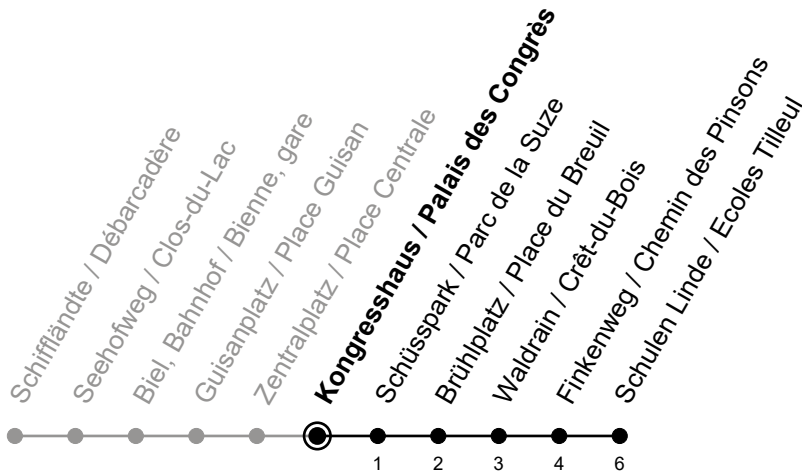 Schifflände / Débarcadère
Seehofweg / Clos-du-Lac
Biel, Bahnhof / Bienne, gare
Guisanplatz / Place Guisan
Zentralplatz / Place Centrale
Kongresshaus / Palais des Congrès
Schüsspark / Parc de la Suze
Brühlplatz / Place du Breuil
Waldrain / Crêt-du-Bois
Finkenweg / Chemin des Pinsons
Schulen Linde / Ecoles Tilleul
1 2 3 4 6